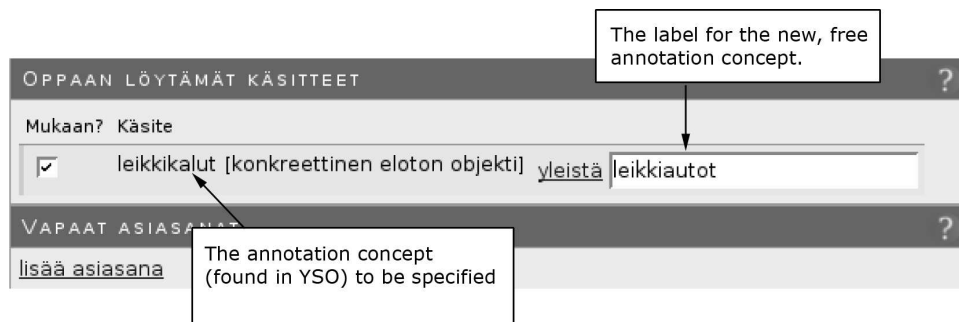 The label for the new, free
annotation concept.
OPPAAN LÖYTÄMÄT KÄSITTEET ?
Mukaan? Käsite
leikkikalut [konkreettinen eloton objekti] yleistä leikkiautot
VAPAAT ASIASANAT ?
The annotation concept
(found in YSO) to be specified
lisää asiasana